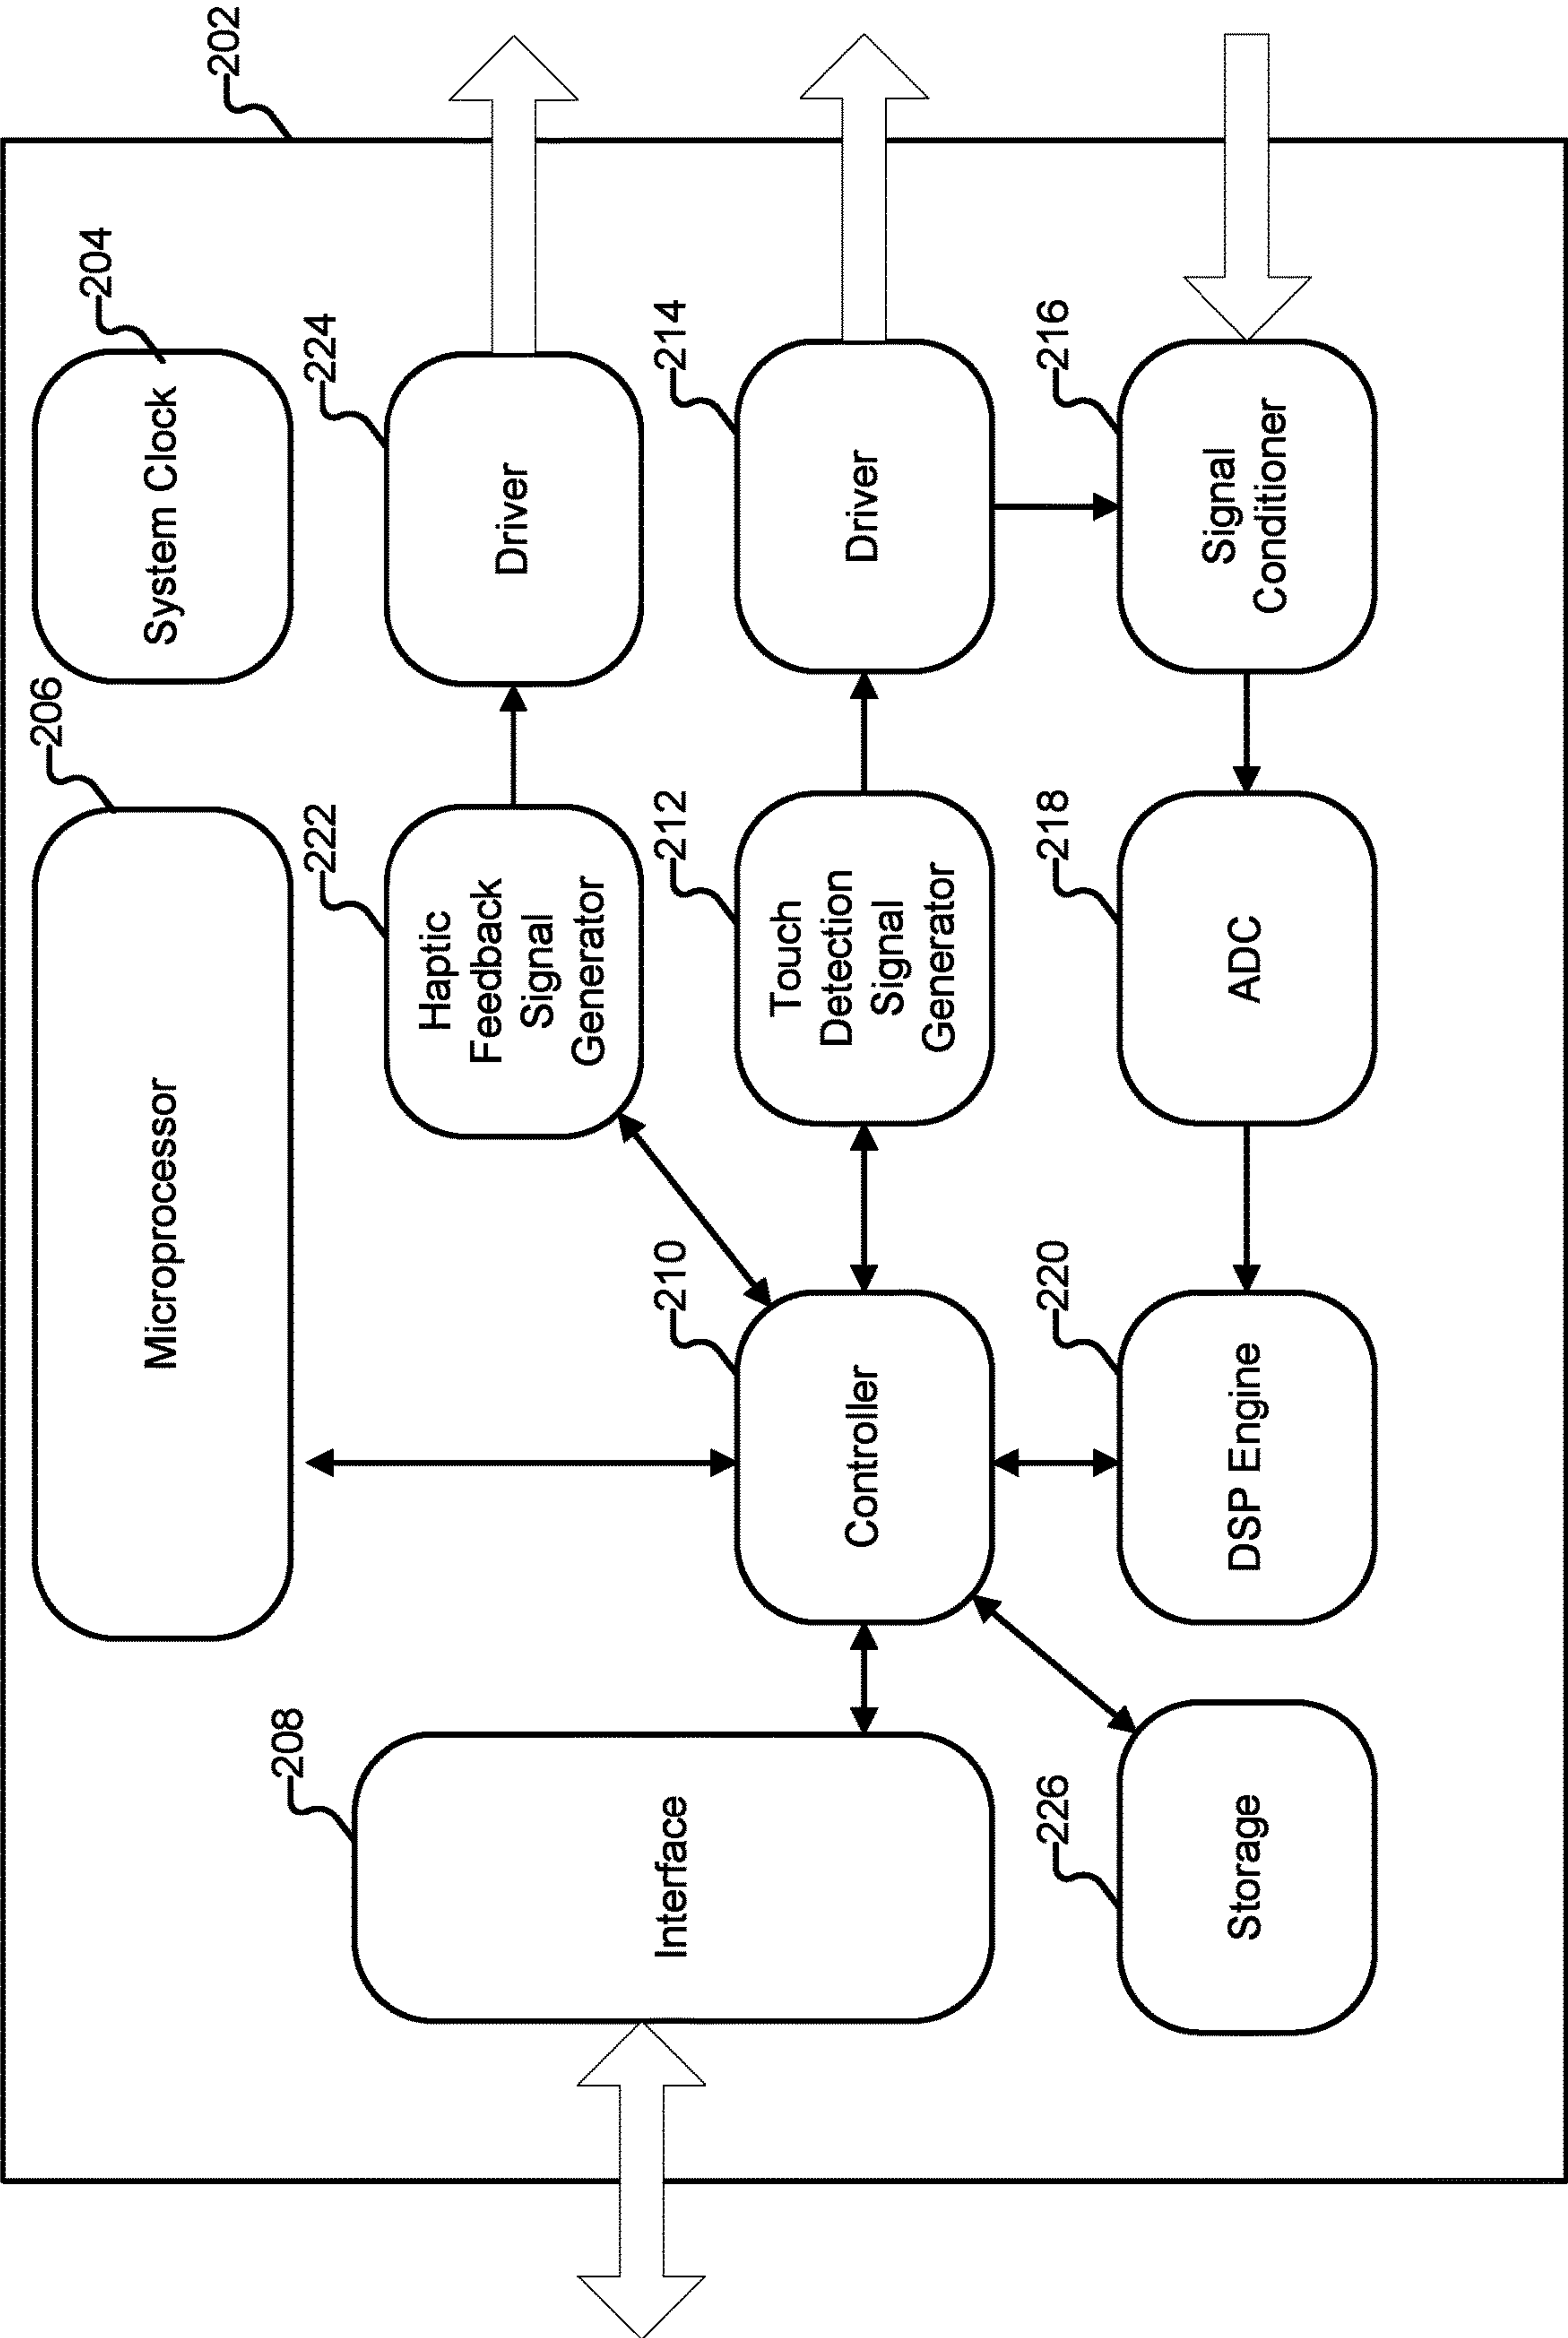 202
206
Microprocessor
204
System Clock
208
Interface
222
Haptic
Feedback
Signal
Generator
224
Driver
210
Controller
212
Touch
Detection
Signal
Generator
214
Driver
226
Storage
220
DSP Engine
218
ADC
216
Signal
Conditioner